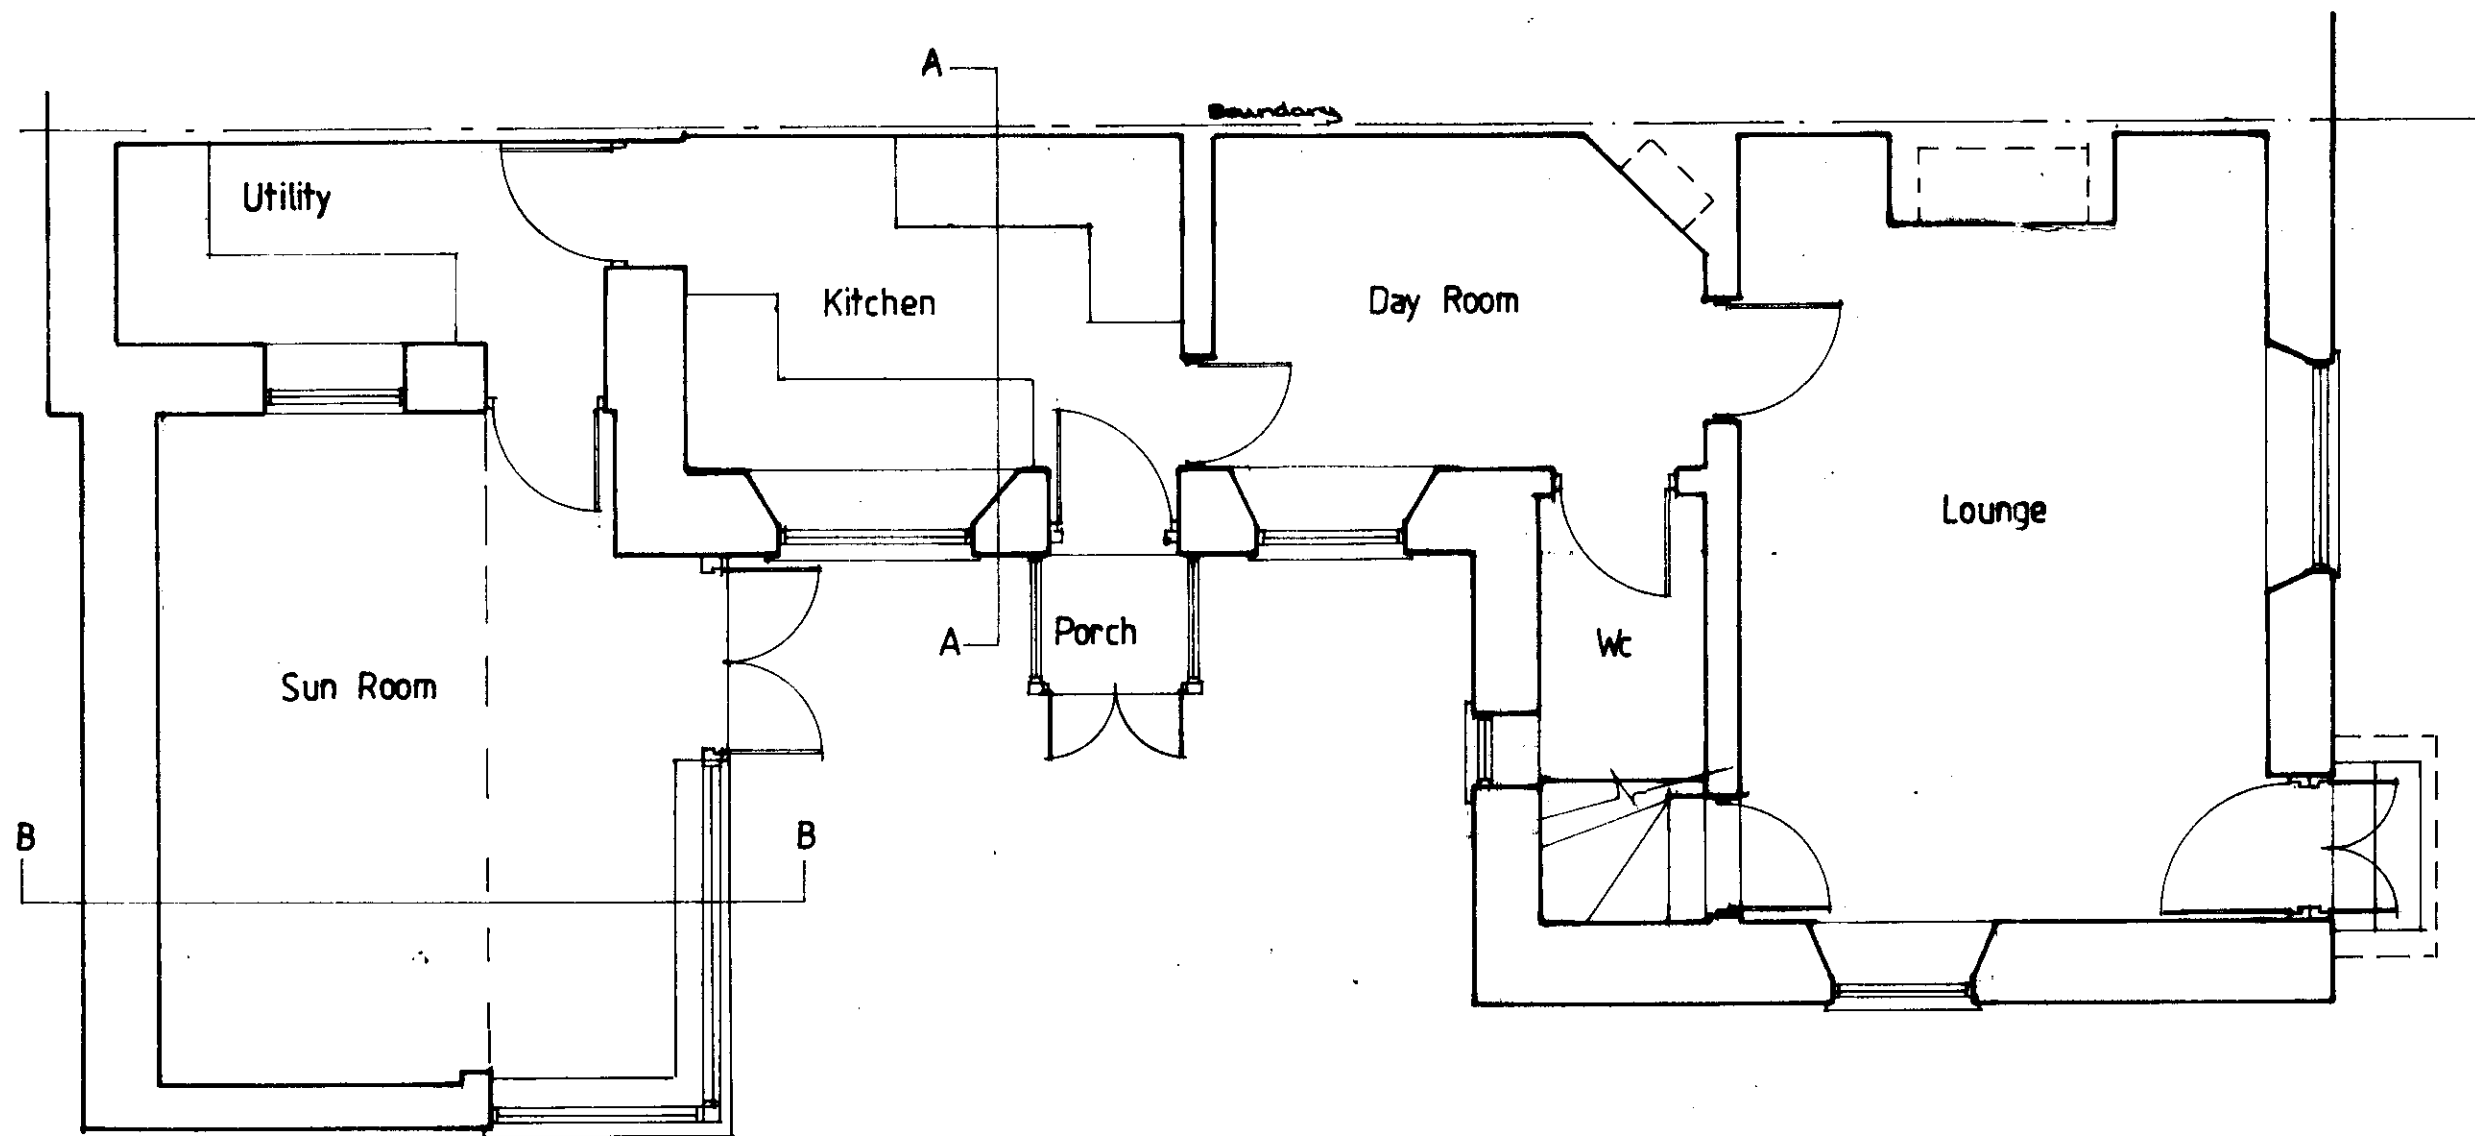 A
Boundary
Utility
Kitchen
Day Room
Lounge
A
Porch
Wc
Sun Room
B
B